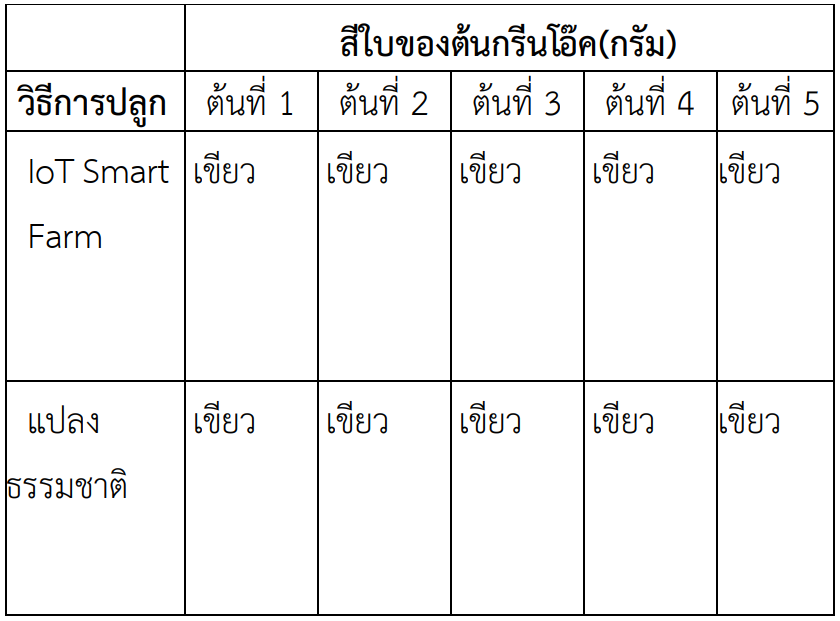 สีใบของต้นกรีนโอ๊ค(กรัม)
วิธีการปลูก ต้นที่ 1 ต้นที่ 2 ต้นที่ 3 ต้นที่ 4 ต้นที่ 5
IoT Smart เขียว เขียว เขียว เขียว เขียว
Farm
แปลง เขียว เขียว เขียว เขียว เขียว
ธรรมชาติ